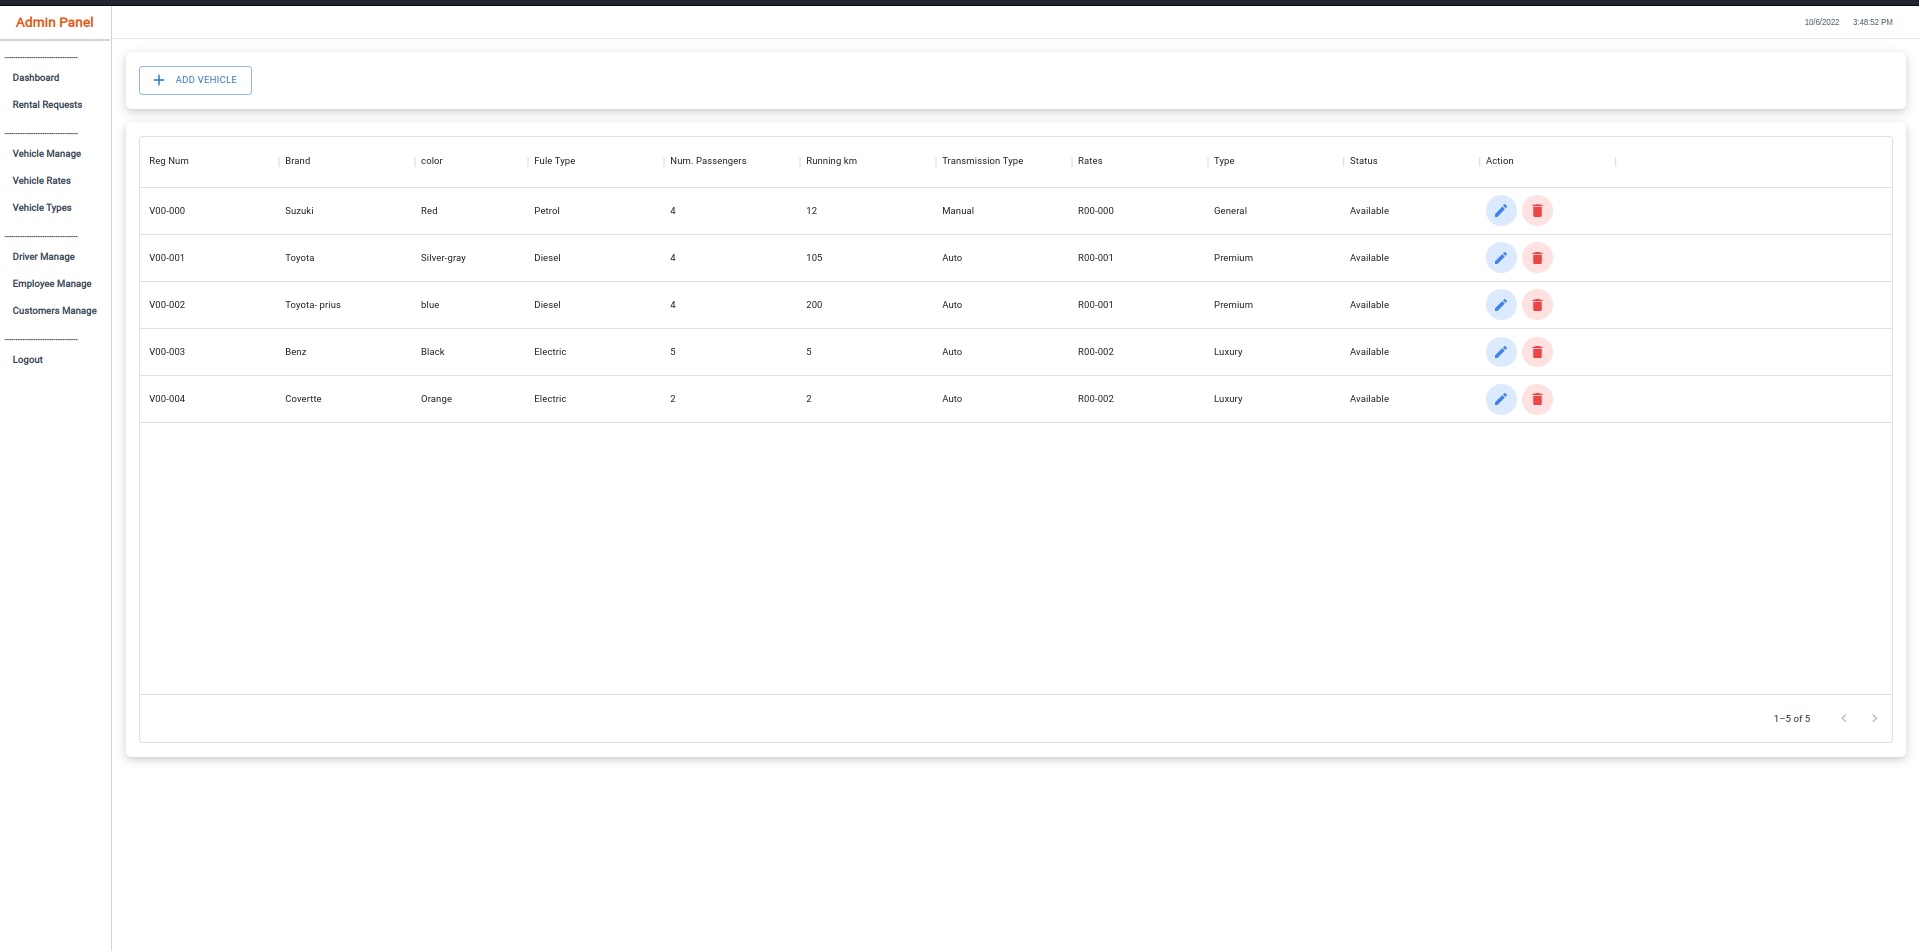 Admin Panel
10/6/2022 3:48:52 PM
--------------------------------
Dashboard
Rental Requests
--------------------------------
Vehicle Manage
Vehicle Rates
Vehicle Types
--------------------------------
Driver Manage
Employee Manage
Customers Manage
--------------------------------
Logout
ADD VEHICLE
Reg Num Brand color Fule Type Num. Passengers Running km Transmission Type Rates Type Status Action
V00-000 Suzuki Red Petrol 4 12 Manual R00-000 General Available
V00-001 Toyota Silver-gray Diesel 4 105 Auto R00-001 Premium Available
V00-002 Toyota- prius blue Diesel 4 200 Auto R00-001 Premium Available
V00-003 Benz Black Electric 5 5 Auto R00-002 Luxury Available
V00-004 Covertte Orange Electric 2 2 Auto R00-002 Luxury Available
1–5 of 5